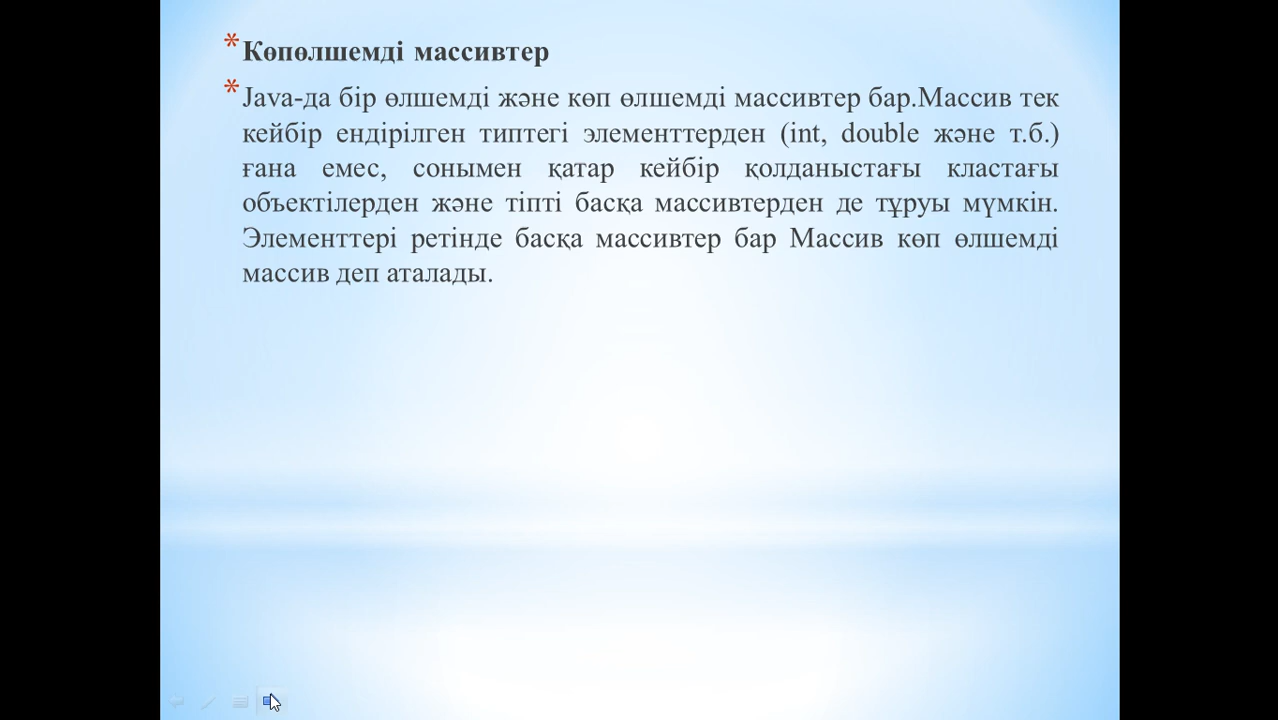 * Көпөлшемді массивтер
* Java-да бір өлшемді және көп өлшемді массивтер бар.Массив тек
кейбір ендірілген типтегі элементтерден (int, double және т.б.)
ғана емес, сонымен қатар кейбір қолданыстағы кластағы
объектілерден және тіпті басқа массивтерден де тұруы мүмкін.
Элементтері ретінде басқа массивтер бар Массив көп өлшемді
массив деп аталады.